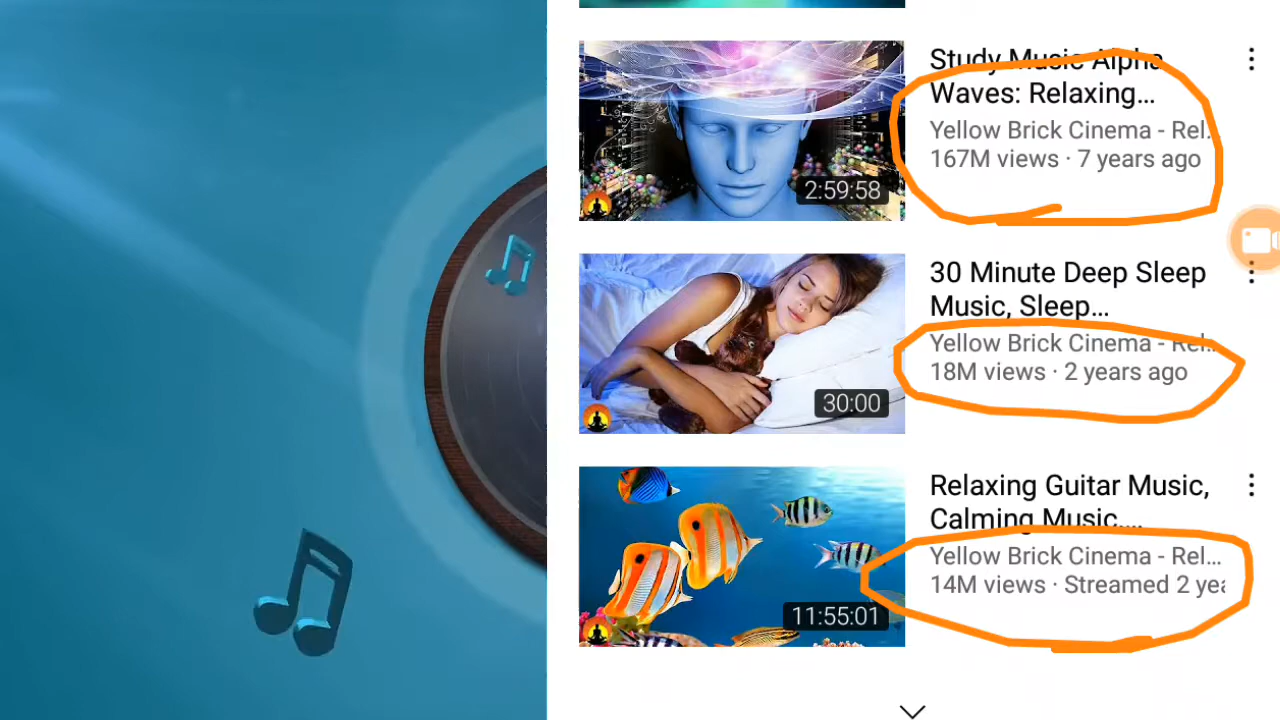 Study Music Alpha
Waves: Relaxing...
Yellow Brick Cinema - Rel...
167M views · 7 years ago
2:59:58
30 Minute Deep Sleep
Music, Sleep...
Yellow Brick Cinema - Rel...
18M views · 2 years ago
30:00
Relaxing Guitar Music,
Calming Music,...
Yellow Brick Cinema - Rel...
14M views · Streamed 2 yea
11:55:01